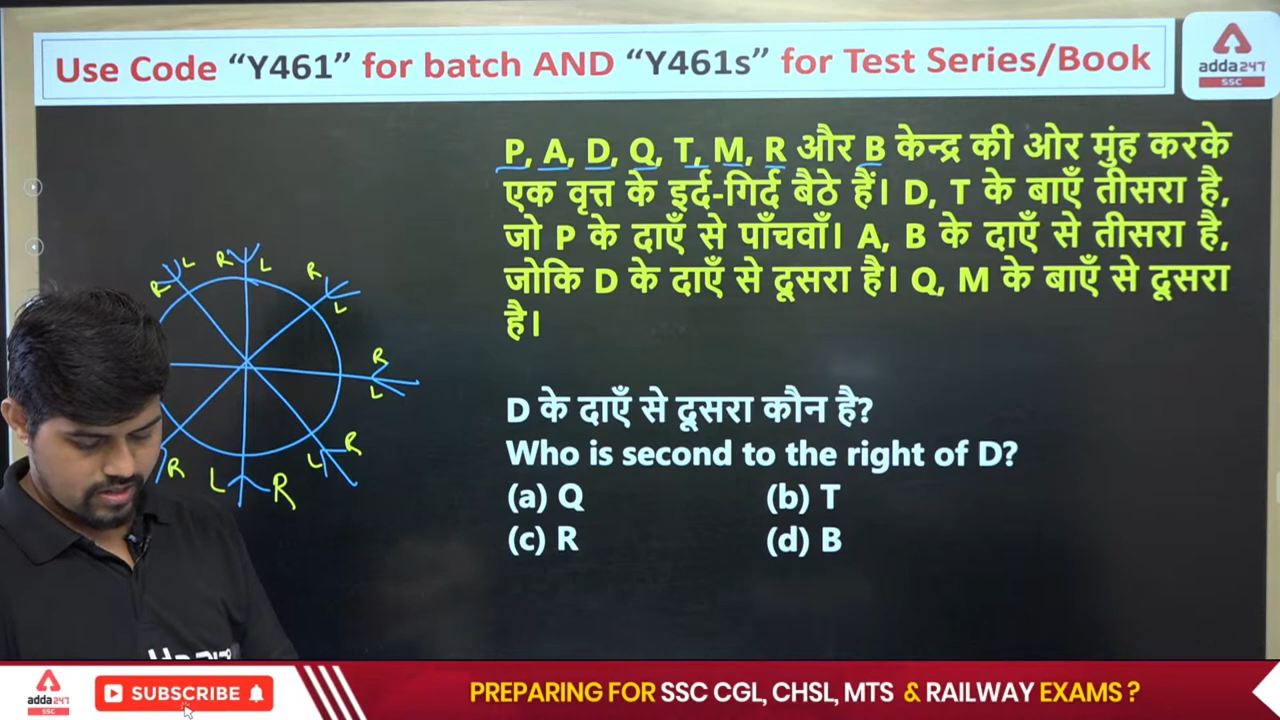 Use Code “Y461” for batch AND “Y461s” for Test Series/Book
adda247
SSC
P, A, D, Q, T, M, R और B केन्द्र की ओर मुंह करके
एक वृत्त के इर्द-गिर्द बैठे हैं। D, T के बाएँ तीसरा है,
जो P के दाएँ से पाँचवाँ। A, B के दाएँ से तीसरा है,
जोकि D के दाएँ से दूसरा है। Q, M के बाएँ से दूसरा
है।
R L R L R
R L
R
L
R L R L R
D के दाएँ से दूसरा कौन है?
Who is second to the right of D?
(a) Q (b) T
(c) R (d) B
adda247
SSC
SUBSCRIBE
PREPARING FOR SSC CGL, CHSL, MTS & RAILWAY EXAMS ?